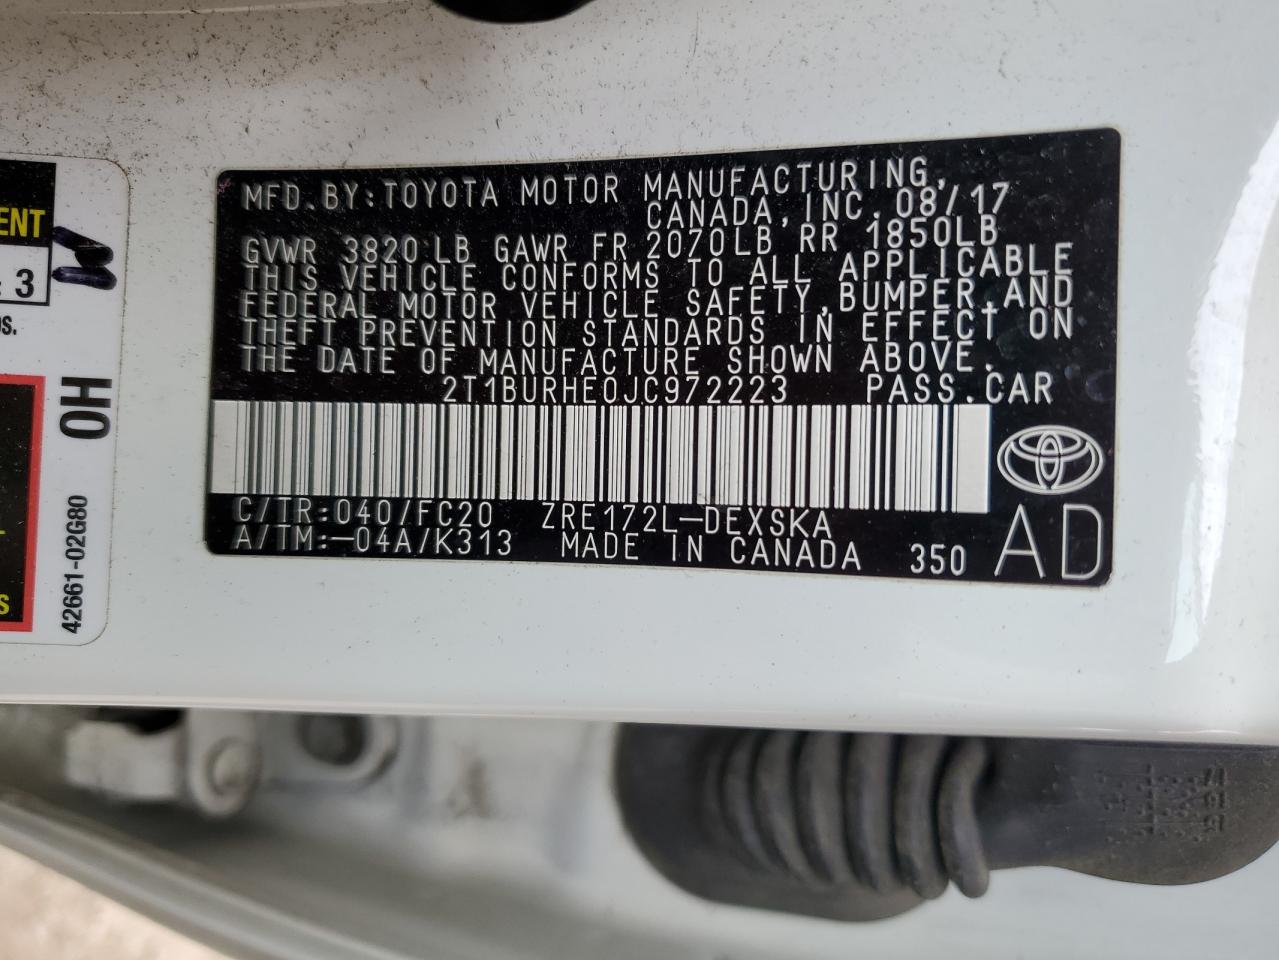 MFD.BY:TOYOTA MOTOR MANUFACTURING,
CANADA,INC. 08/17
GVWR 3820LB GAWR FR 2070LB RR 1850LB
THIS VEHICLE CONFORMS TO ALL APPLICABLE
FEDERAL MOTOR VEHICLE SAFETY,BUMPER,AND
THEFT PREVENTION STANDARDS IN EFFECT ON
THE DATE OF MANUFACTURE SHOWN ABOVE.
2T1BURHE0JC972223 PASS.CAR
C/TR:040/FC20 ZRE172L-DEXSKA
A/TM:-04A/K313 MADE IN CANADA 350
AD
3
OH
42661-02G80